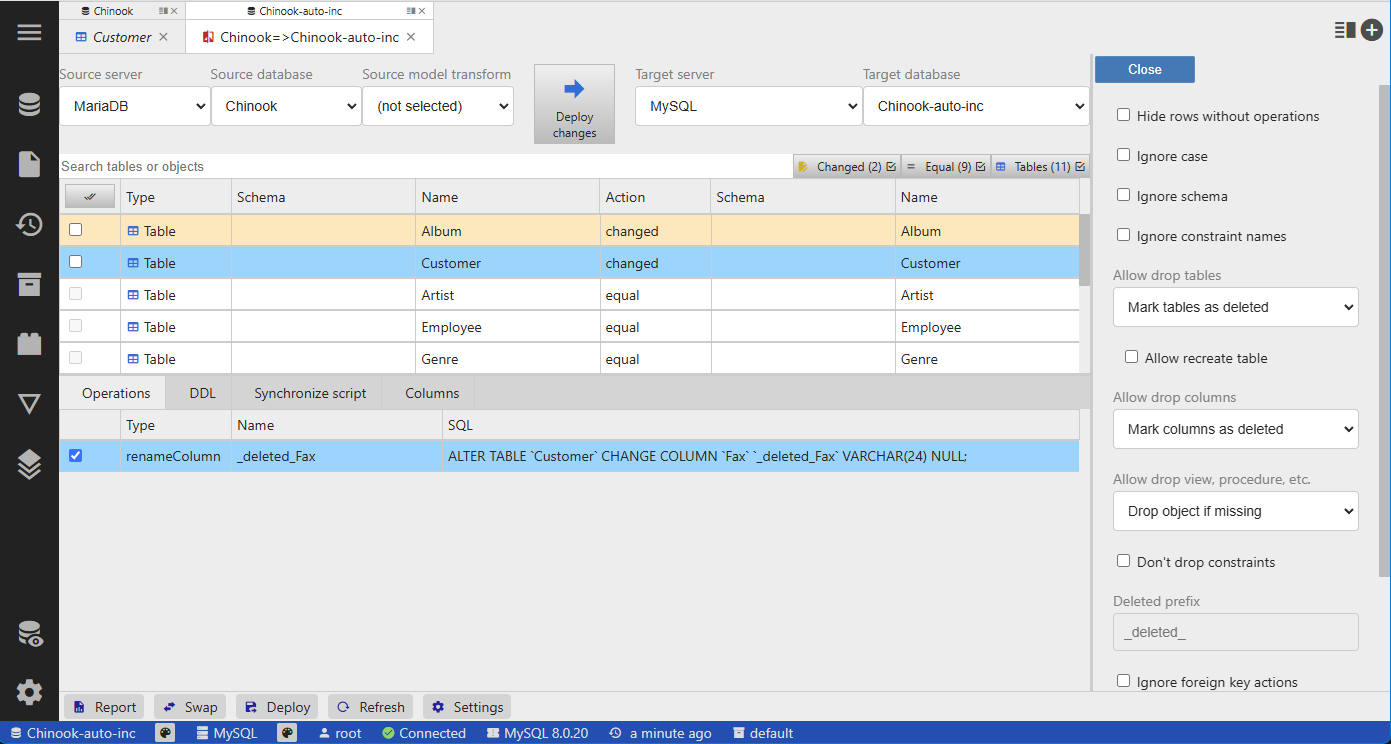 Chinook
Chinook-auto-inc
Customer
Chinook=>Chinook-auto-inc
Source server
Source database
Source model transform
Target server
Target database
Close
MariaDB
Chinook
(not selected)
Deploy
changes
MySQL
Chinook-auto-inc
Search tables or objects
Changed (2)
= Equal (9)
Tables (11)
Type Schema Name Action Schema Name
Table Album changed Album
Table Customer changed Customer
Table Artist equal Artist
Table Employee equal Employee
Table Genre equal Genre
Operations DDL Synchronize script Columns
Type Name SQL
renameColumn _deleted_Fax ALTER TABLE `Customer` CHANGE COLUMN `Fax` `_deleted_Fax` VARCHAR(24) NULL;
Hide rows without operations
Ignore case
Ignore schema
Ignore constraint names
Allow drop tables
Mark tables as deleted
Allow recreate table
Allow drop columns
Mark columns as deleted
Allow drop view, procedure, etc.
Drop object if missing
Don't drop constraints
Deleted prefix
_deleted_
Ignore foreign key actions
Report Swap Deploy Refresh Settings
Chinook-auto-inc MySQL root Connected MySQL 8.0.20 a minute ago default